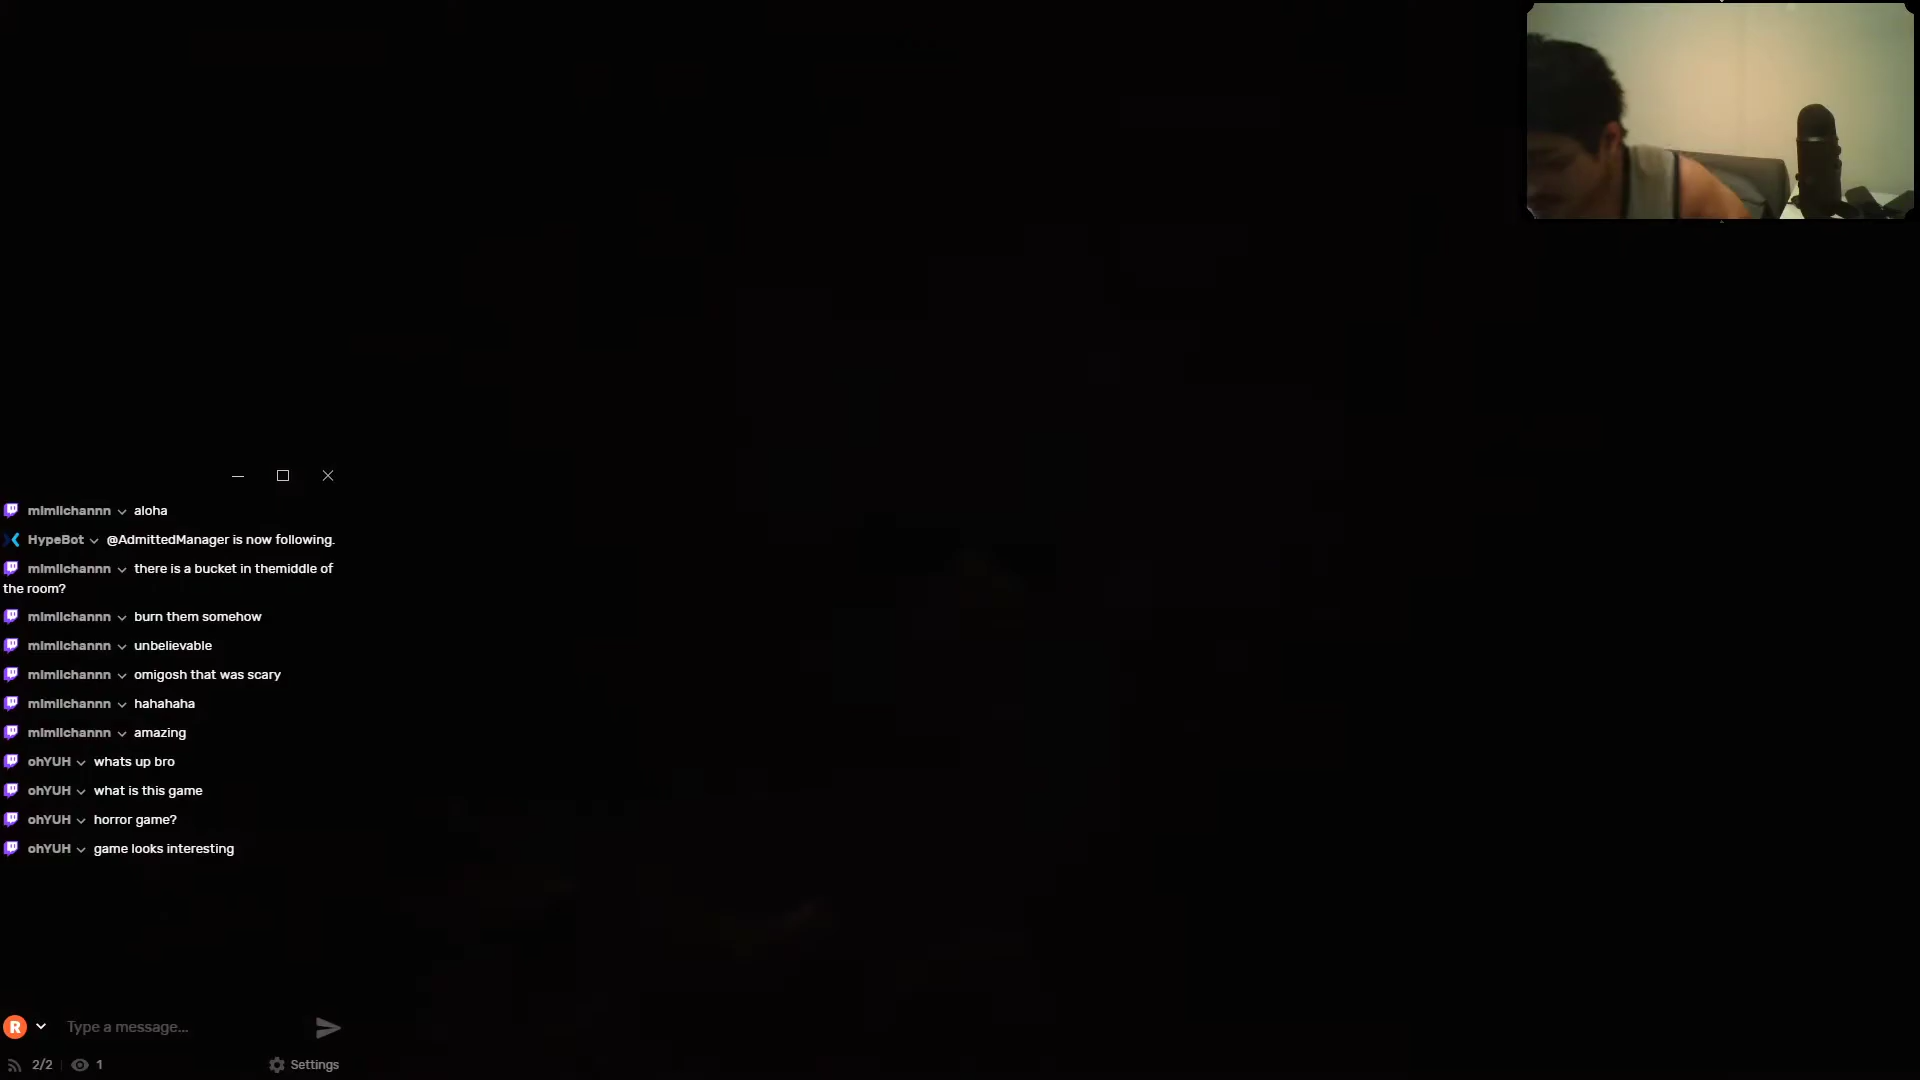 mimiichannn aloha
HypeBot @AdmittedManager is now following.
mimiichannn there is a bucket in themiddle of
the room?
mimiichannn burn them somehow
mimiichannn unbelievable
mimiichannn omigosh that was scary
mimiichannn hahahaha
mimiichannn amazing
ohYUH whats up bro
ohYUH what is this game
ohYUH horror game?
ohYUH game looks interesting
R Type a message...
2/2 1 Settings